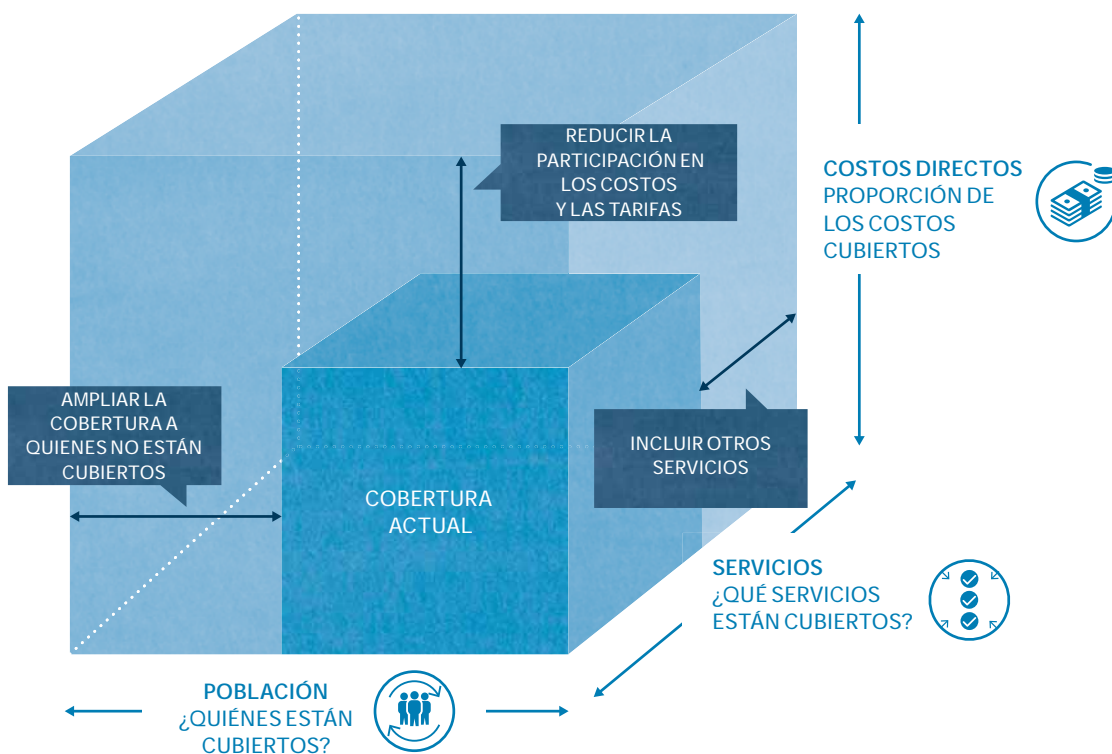 REDUCIR LA
PARTICIPACIÓN EN
LOS COSTOS
Y LAS TARIFAS
COSTOS DIRECTOS
PROPORCIÓN DE
LOS COSTOS
CUBIERTOS
AMPLIAR LA
COBERTURA A
QUIENES NO ESTÁN
CUBIERTOS
INCLUIR OTROS
SERVICIOS
COBERTURA
ACTUAL
SERVICIOS
¿QUÉ SERVICIOS
ESTÁN CUBIERTOS?
POBLACIÓN
¿QUIÉNES ESTÁN
CUBIERTOS?